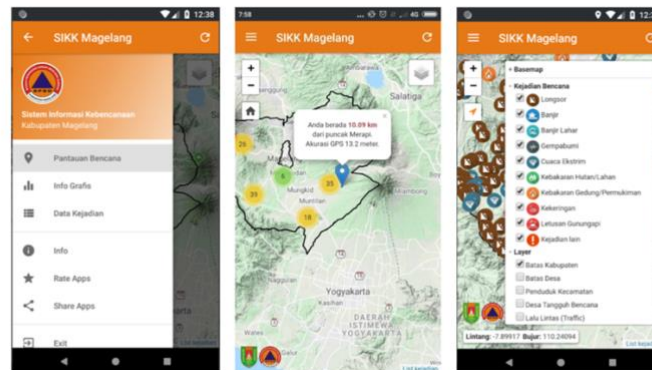 12:38
SIKK Magelang
Sistem Informasi Kebencanaan
Kabupaten Magelang
Pantauan Bencana
Info Grafis
Data Kejadian
Info
Rate Apps
Share Apps
Exit
7:58
4G
SIKK Magelang
+
-
Salatiga
Anda berada 10.09 km
dari puncak Merapi.
Akurasi GPS 13.2 meter.
26
6
35
39
18
Mungkid
Muntilan
Yogyakarta
Kasihan
DAERAH
ISTIMEWA
YOGYAKARTA
Wates
Galur
List kejadian
SIKK Magelang
+
-
Basemap
Kejadian Bencana
Longsor
Banjir
Banjir Lahar
Gempabumi
Cuaca Ekstrim
Kebakaran Hutan/Lahan
Kebakaran Gedung/Permukiman
Kekeringan
Letusan Gunungapi
Kejadian lain
Layer
Batas Kabupaten
Batas Desa
Penduduk Kecamatan
Desa Tangguh Bencana
Lalu Lintas (Traffic)
Lintang: -7.89917 Bujur: 110.24094